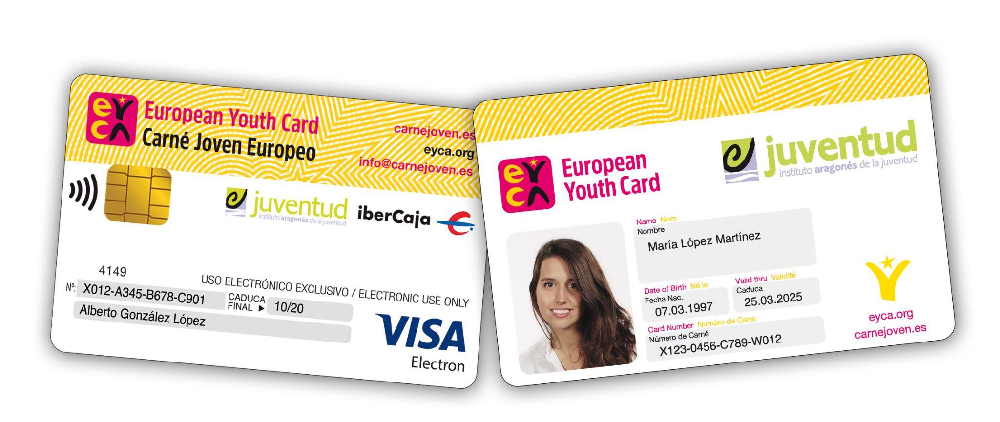 eyca
European Youth Card
Carné Joven Europeo
carnejoven.es
eyca.org
info@carnejoven.es
juventud
instituto aragonés de la juventud
iberCaja
4149
USO ELECTRÓNICO EXCLUSIVO / ELECTRONIC USE ONLY
Nº: X012-A345-B678-C901
CADUCA
FINAL ▶ 10/20
Alberto González López
VISA
Electron
eyca
European
Youth Card
juventud
instituto aragonés de la juventud
Name Nom
Nombre
María López Martínez
Date of Birth Né le
Fecha Nac.
07.03.1997
Valid thru Validité
Caduca
25.03.2025
Card Number Numéro de Carte
Número de Carné
X123-0456-C789-W012
eyca.org
carnejoven.es